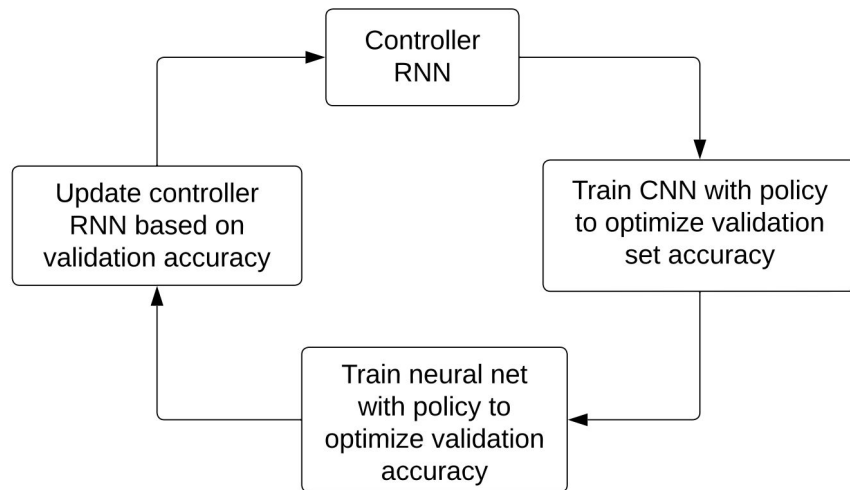 Controller
RNN
Train CNN with policy
to optimize validation
set accuracy
Update controller
RNN based on
validation accuracy
Train neural net
with policy to
optimize validation
accuracy